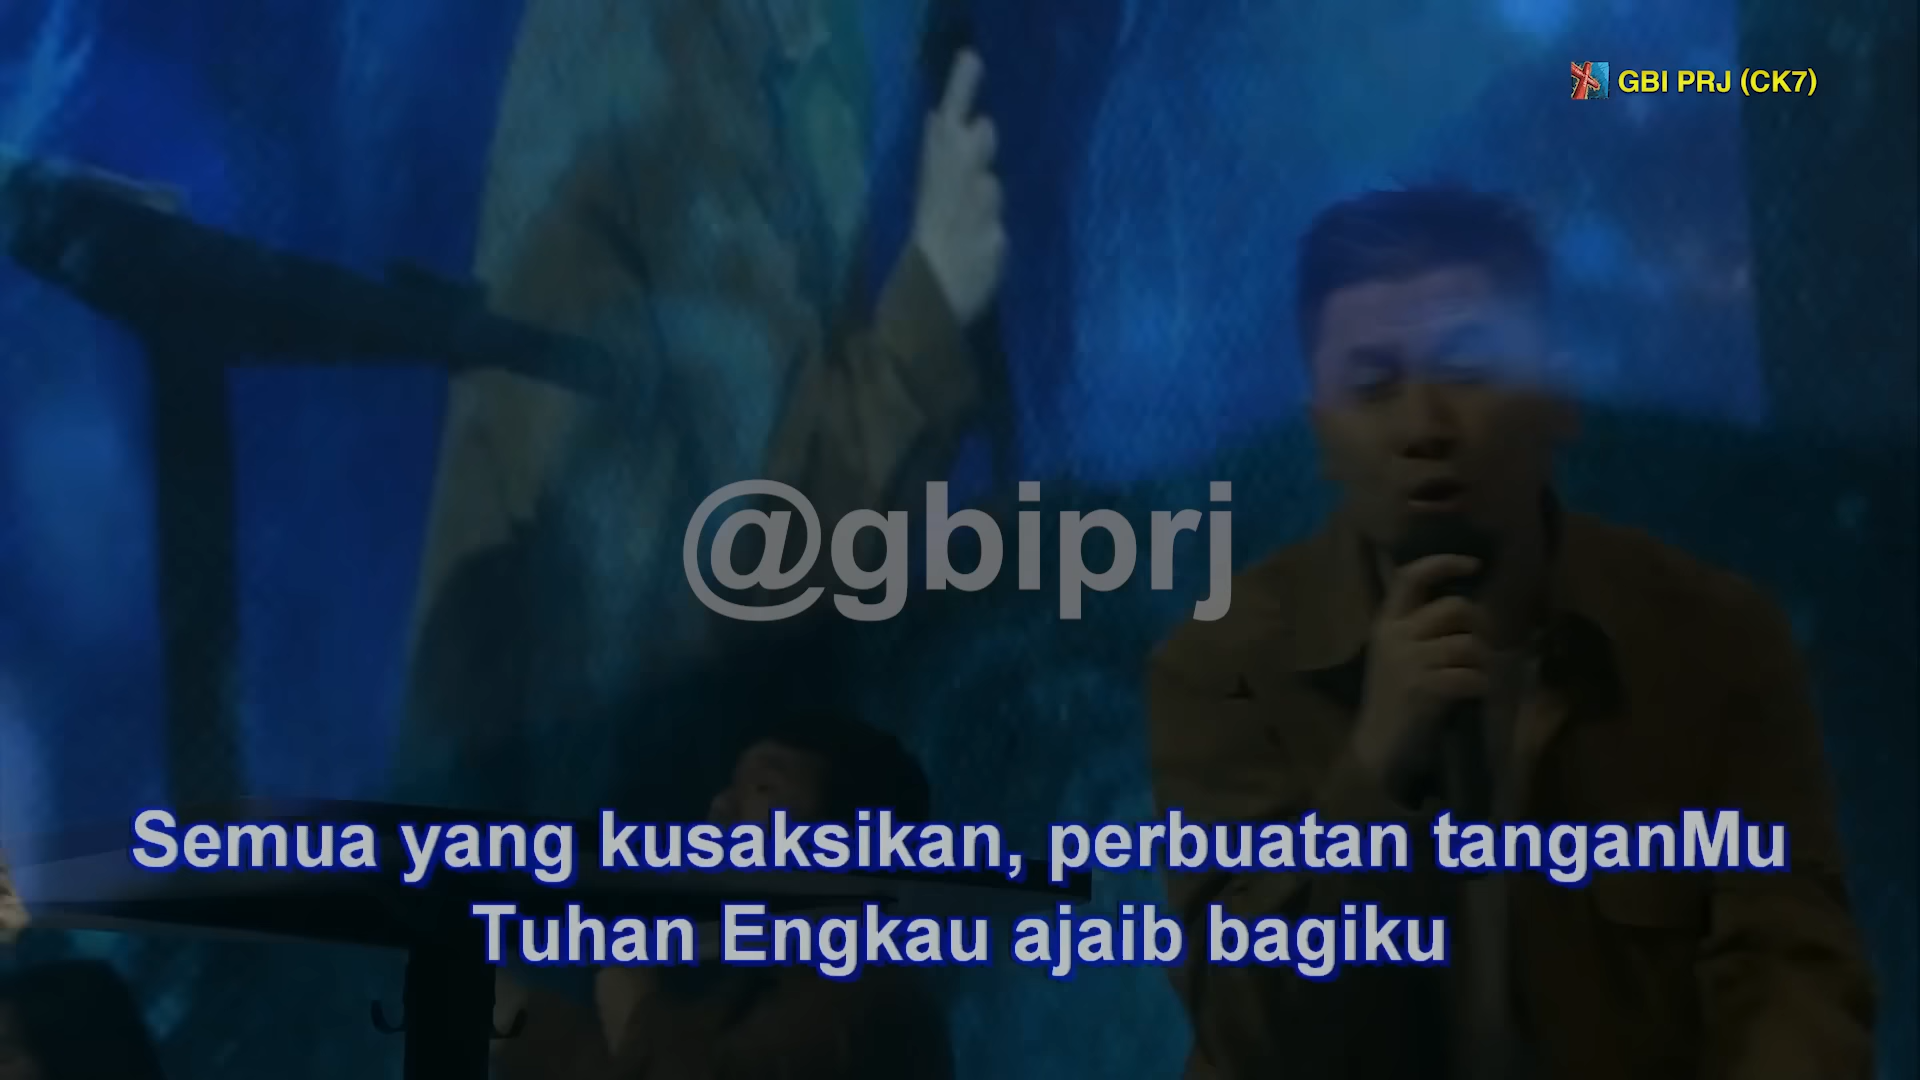 GBI PRJ (CK7)
@gbiprj
Semua yang kusaksikan, perbuatan tanganMu
Tuhan Engkau ajaib bagiku